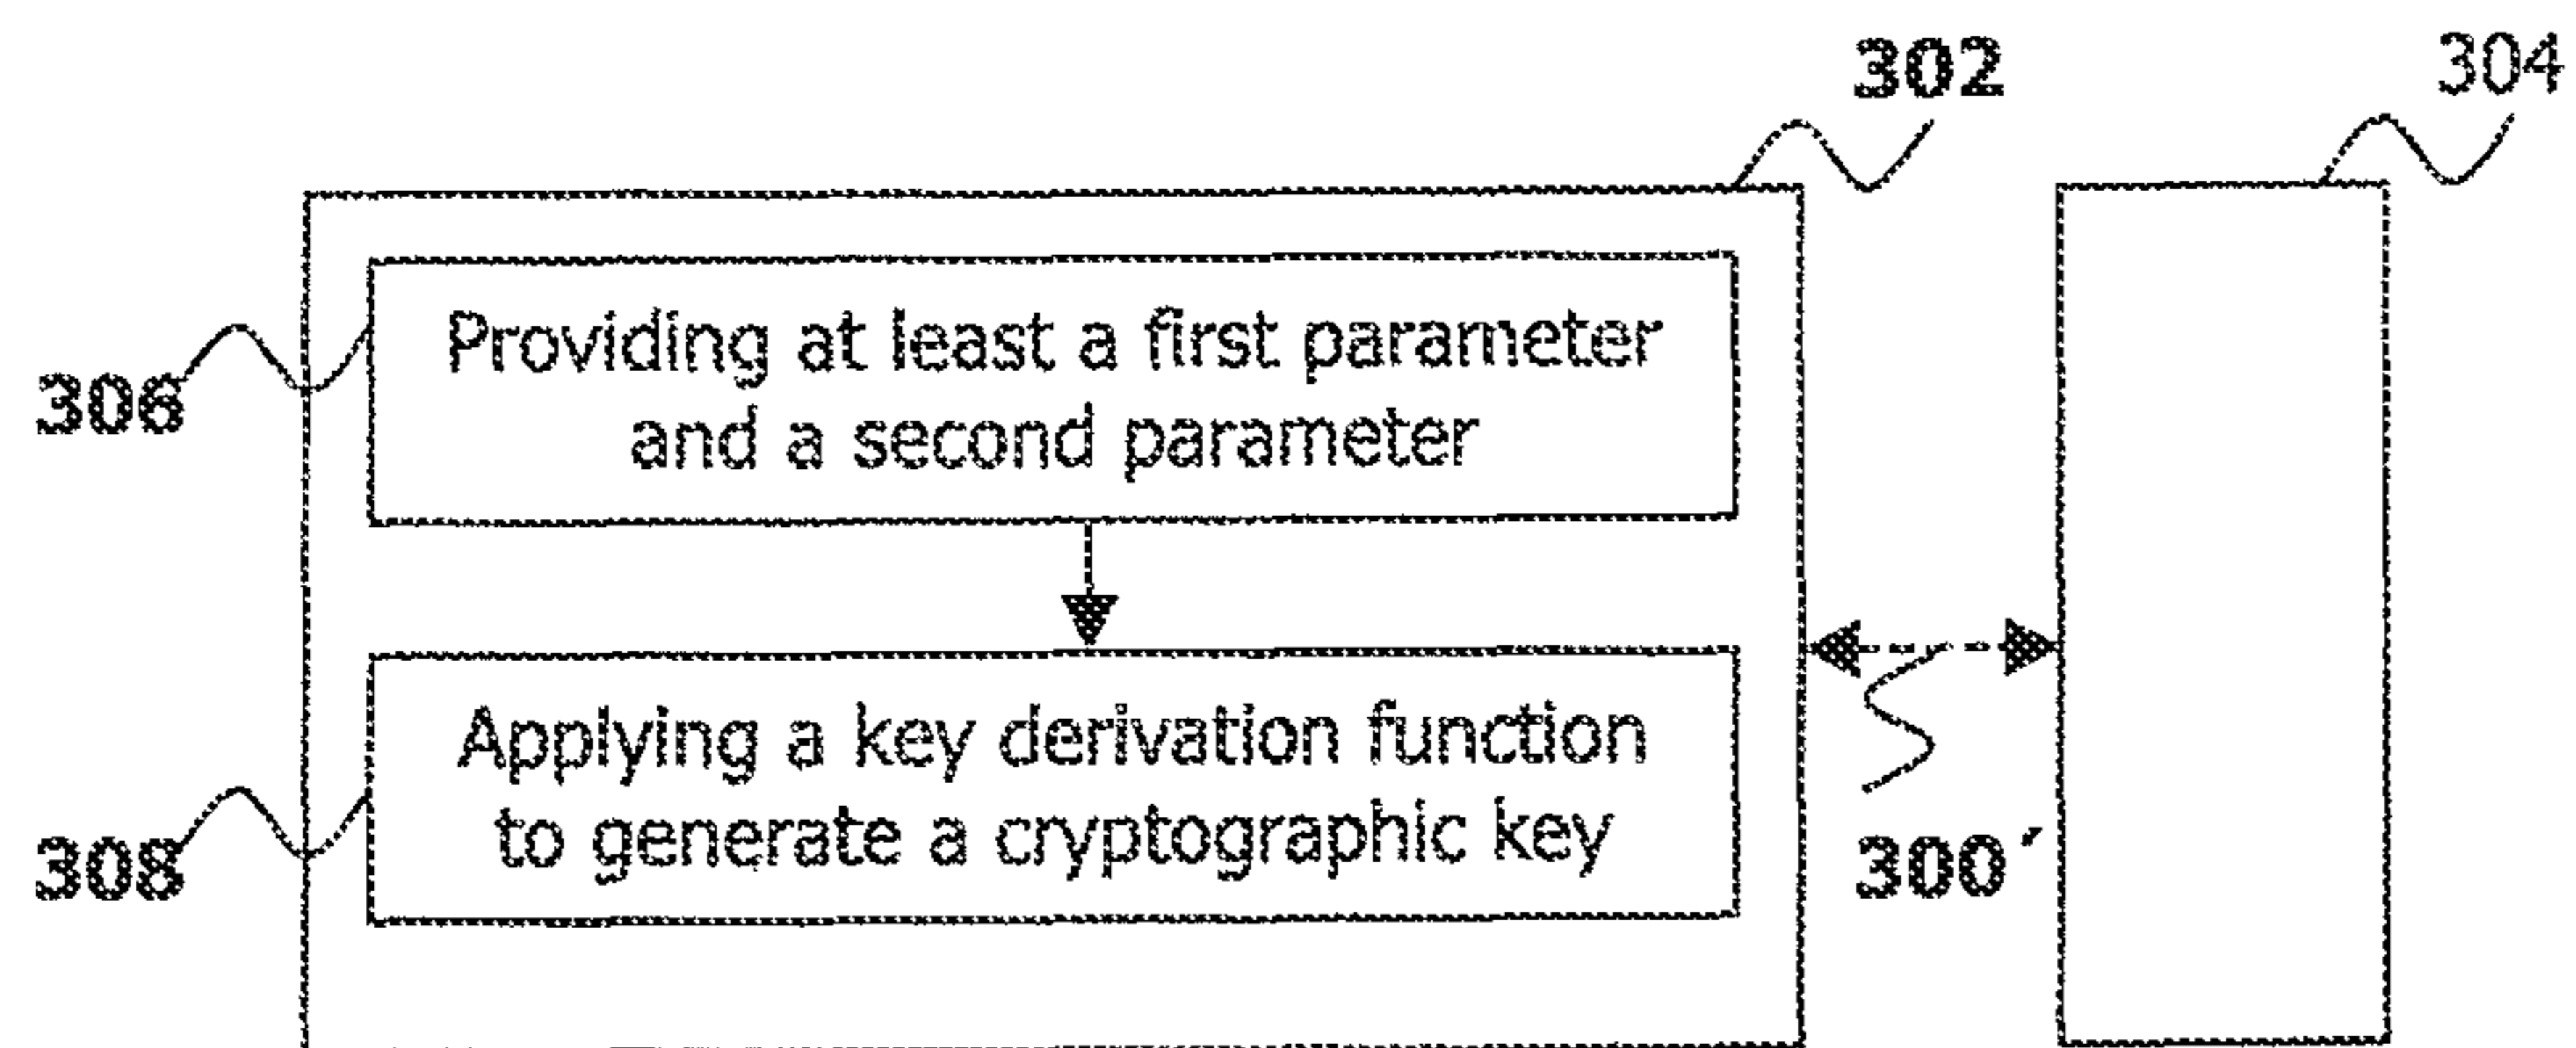 302
304
Providing at least a first parameter
and a second parameter
306
Applying a key derivation function
to generate a cryptographic key
308
300´